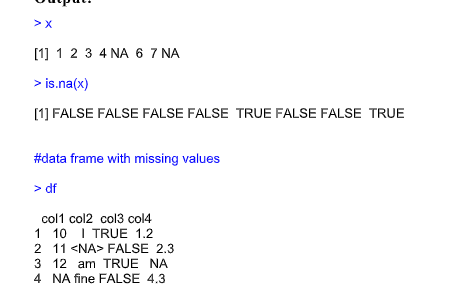 Output:
> x
[1] 1 2 3 4 NA 6 7 NA
> is.na(x)
[1] FALSE FALSE FALSE FALSE TRUE FALSE FALSE TRUE
#data frame with missing values
> df
col1 col2 col3 col4
1 10 I TRUE 1.2
2 11 <NA> FALSE 2.3
3 12 am TRUE NA
4 NA fine FALSE 4.3